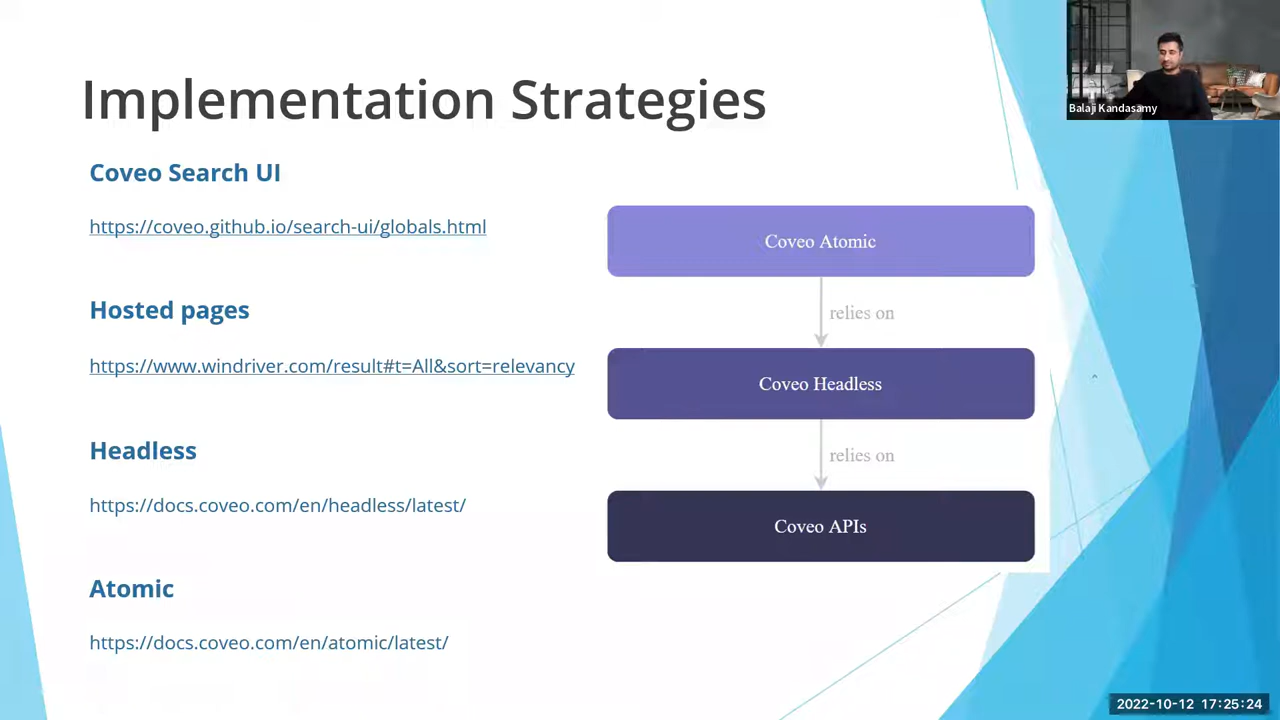 Implementation Strategies
Balaji Kandasamy
Coveo Search UI
https://coveo.github.io/search-ui/globals.html
Hosted pages
https://www.windriver.com/result#t=All&sort=relevancy
Headless
https://docs.coveo.com/en/headless/latest/
Atomic
https://docs.coveo.com/en/atomic/latest/
Coveo Atomic
relies on
Coveo Headless
relies on
Coveo APIs
2022-10-12 17:25:24